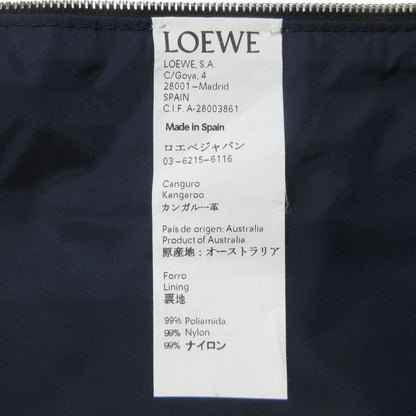 LOEWE
LOEWE, S.A.
C/Goya, 4
28001-Madrid
SPAIN
C.I.F. A-28003861
Made in Spain
ロエベジャパン
03-6215-6116
Canguro
Kangaroo
カンガルー革
País de origen: Australia
Product of Australia
原産地：オーストラリア
Forro
Lining
裏地
99% Poliamida
99% Nylon
99% ナイロン